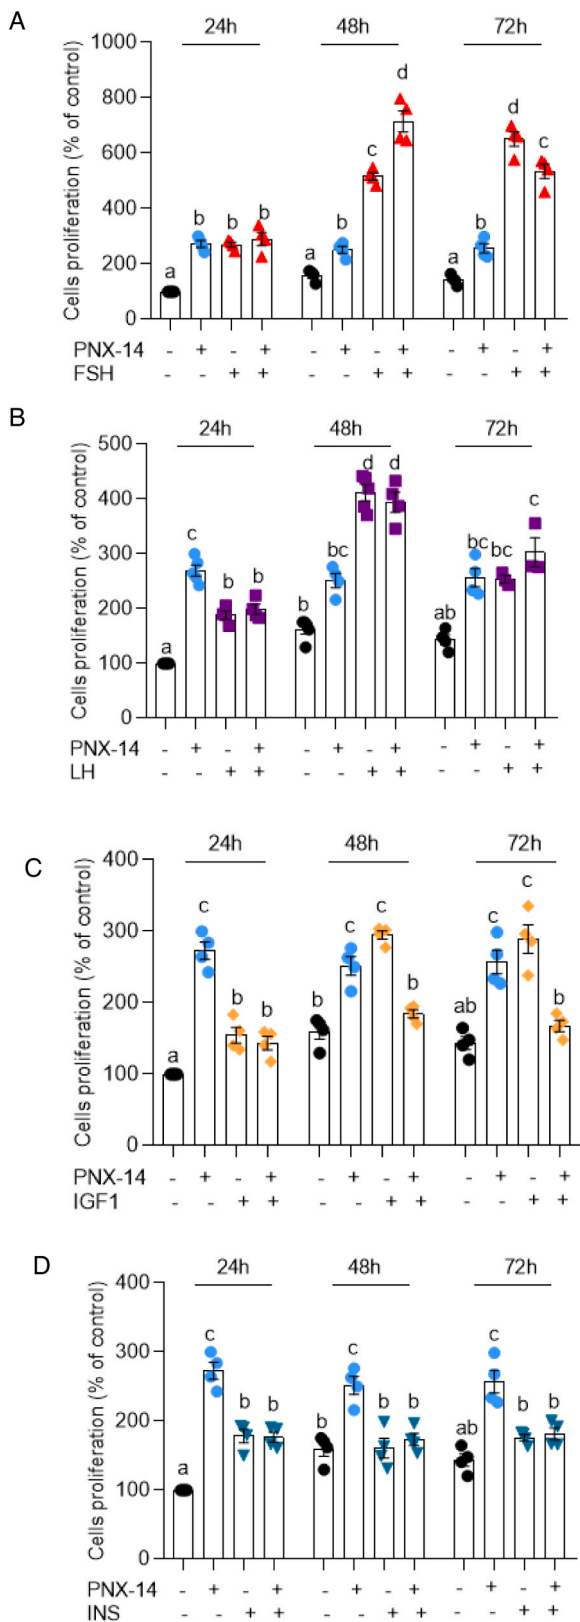 A
24h 48h 72h
Cells proliferation (% of control)
1000
800
600
400
200
0
a b b b a b c d a b d c
PNX-14 - + - + - + - + - + - +
FSH - - + + - - + + - - + +
B
24h 48h 72h
Cells proliferation (% of control)
500
400
300
200
100
0
a c b b b bc d d ab bc bc c
PNX-14 - + - + - + - + - + - +
LH - - + + - - + + - - + +
C
24h 48h 72h
Cells proliferation (% of control)
400
300
200
100
0
a c b b b c c b ab c c b
PNX-14 - + - + - + - + - + - +
IGF1 - - + + - - + + - - + +
D
24h 48h 72h
Cells proliferation (% of control)
400
300
200
100
0
a c b b b c b b ab c b b
PNX-14 - + - + - + - + - + - +
INS - - + + - - + + - - + +